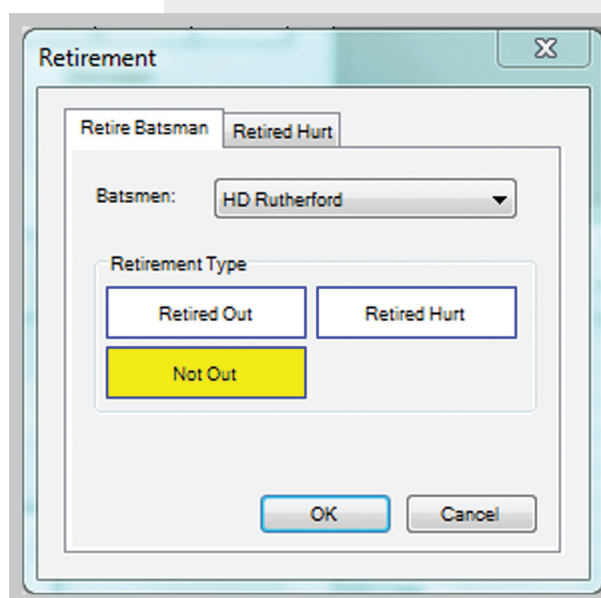 Retirement
Retire Batsman Retired Hurt
Batsmen: HD Rutherford
Retirement Type
Retired Out Retired Hurt
Not Out
OK Cancel